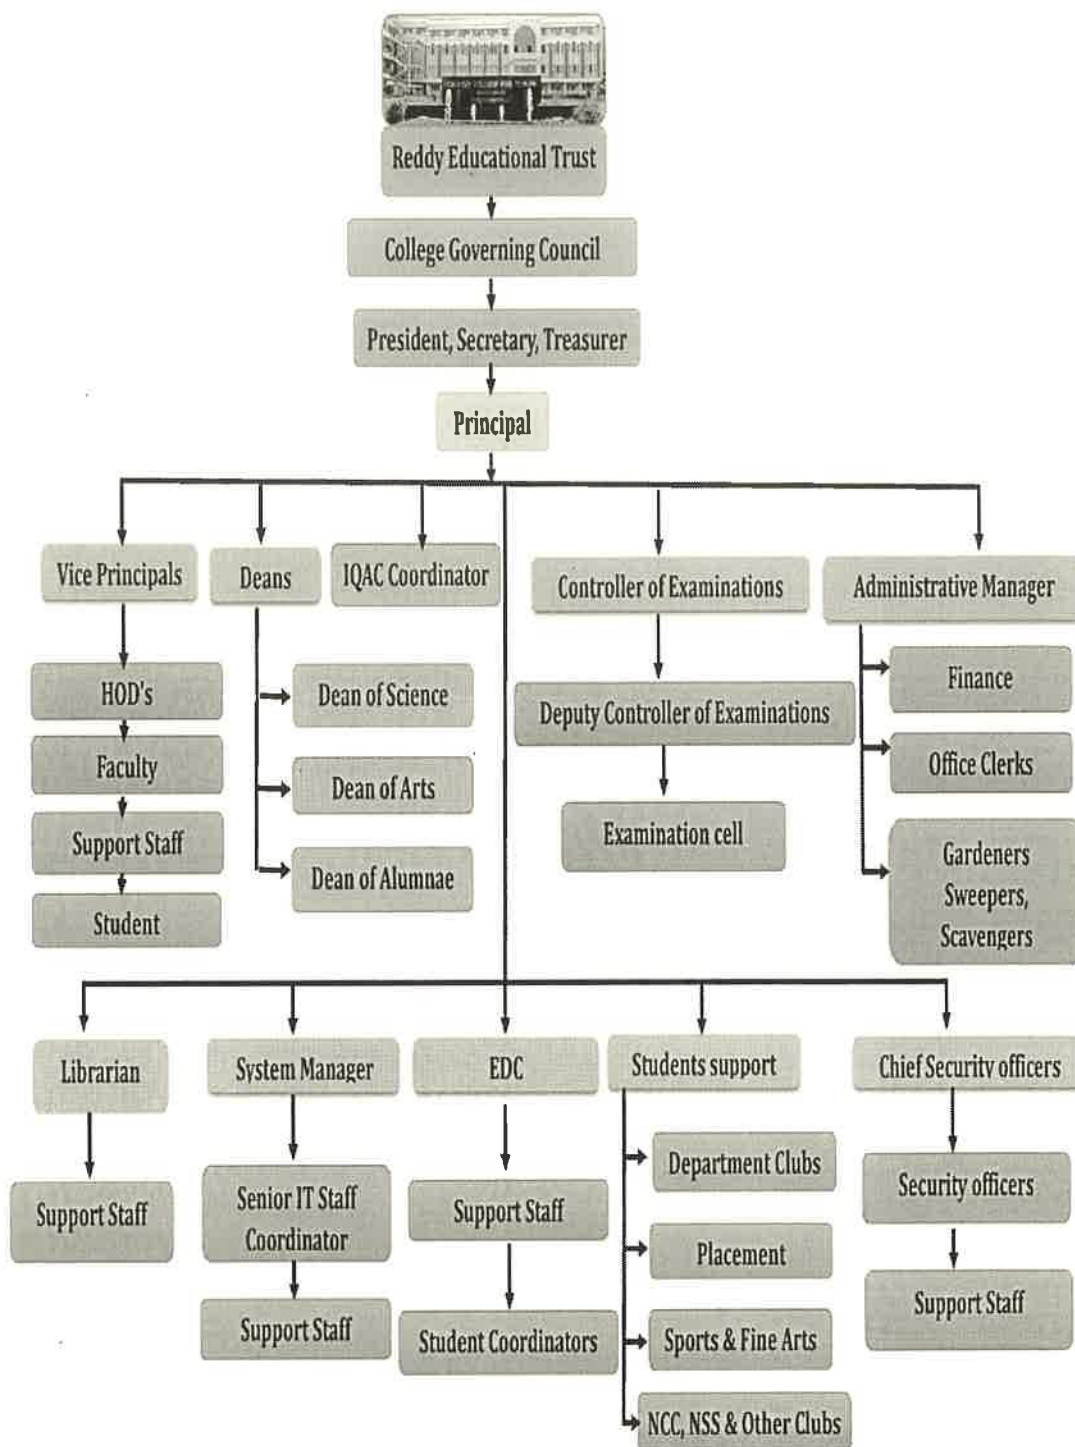 Reddy Educational Trust
College Governing Council
President, Secretary, Treasurer
Principal
Vice Principals
Deans
IQAC Coordinator
Controller of Examinations
Administrative Manager
HOD's
Faculty
Support Staff
Student
Dean of Science
Dean of Arts
Dean of Alumnae
Deputy Controller of Examinations
Examination cell
Finance
Office Clerks
Gardeners
Sweepers,
Scavengers
Librarian
System Manager
EDC
Students support
Chief Security officers
Support Staff
Senior IT Staff
Coordinator
Support Staff
Support Staff
Student Coordinators
Department Clubs
Placement
Sports & Fine Arts
NCC, NSS & Other Clubs
Security officers
Support Staff